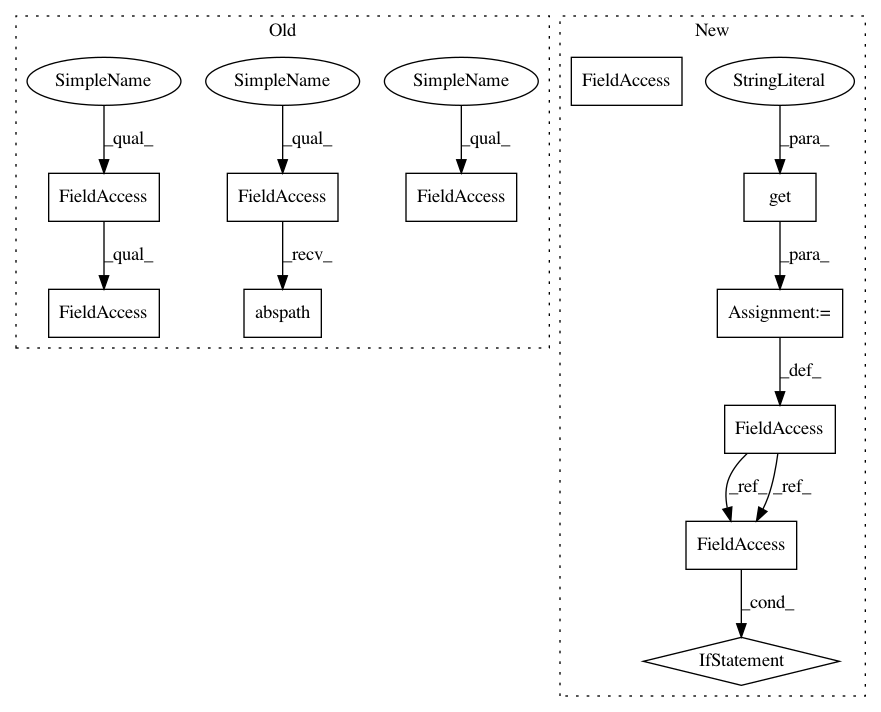 Old
New
SimpleName
SimpleName
SimpleName
FieldAccess
StringLiteral
_qual_
_qual_
_qual_
_para_
FieldAccess
FieldAccess
FieldAccess
get
_qual_
_recv_
_para_
FieldAccess
abspath
Assignment:=
_def_
FieldAccess
_ref_
_ref_
FieldAccess
_cond_
IfStatement